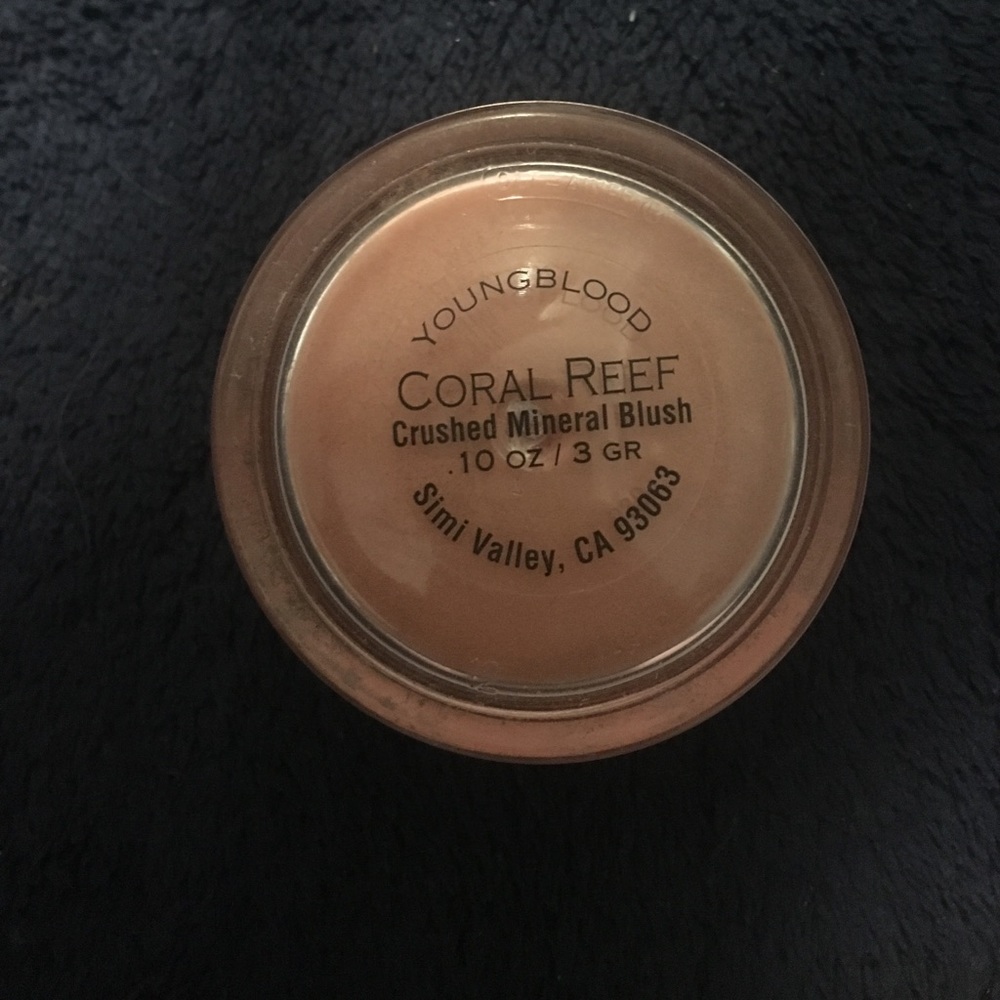 YOUNGBLOOD
CORAL REEF
Crushed Mineral Blush
.10 OZ / 3 GR
Simi Valley, CA 93063